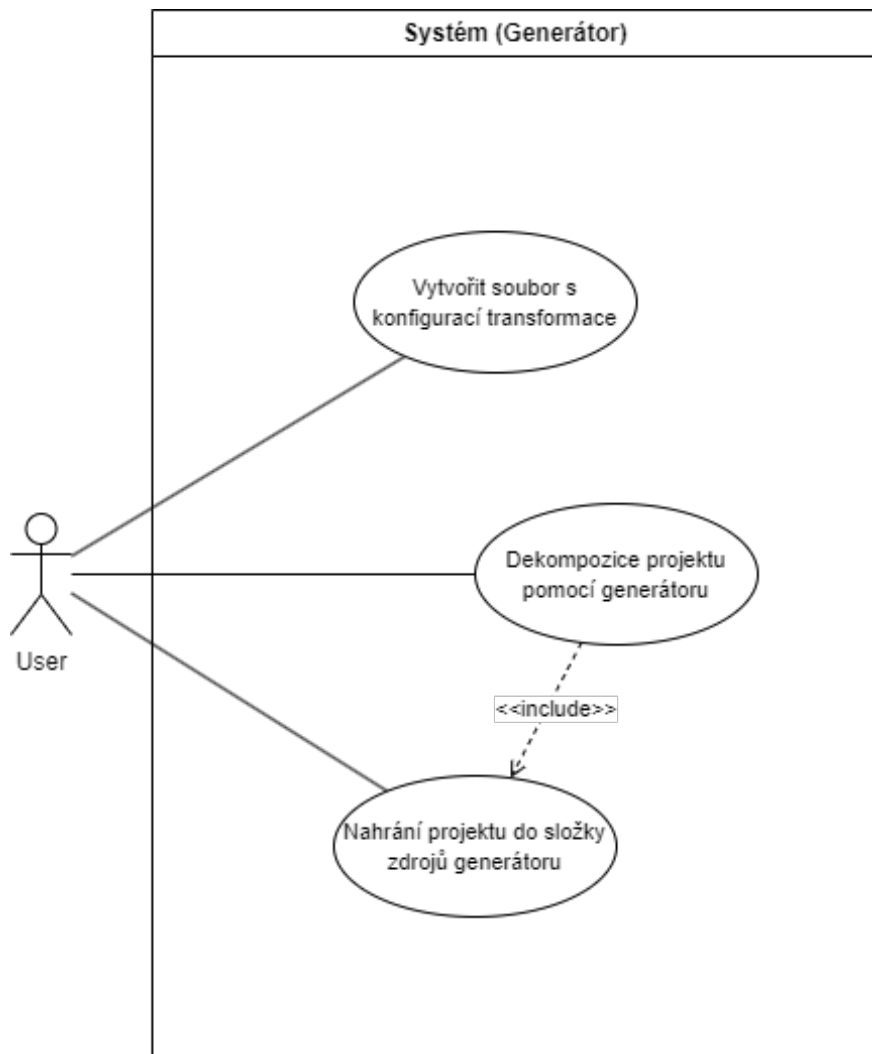 Systém (Generátor)
Vytvořit soubor s
konfigurací transformace
Dekompozice projektu
pomocí generátoru
User
<<include>>
Nahrání projektu do složky
zdrojů generátoru